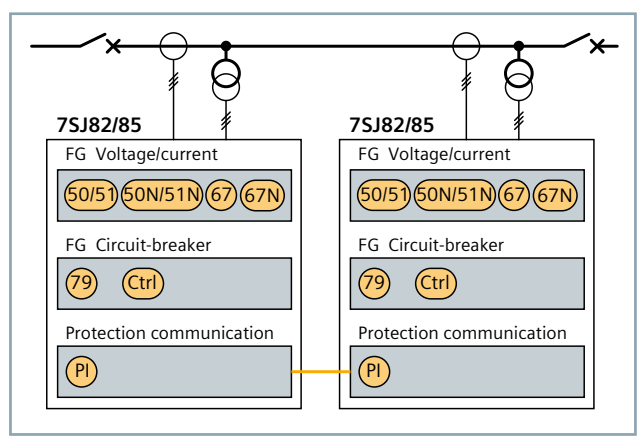 7SJ82/85
FG Voltage/current
50/51 50N/51N 67 67N
FG Circuit-breaker
79 Ctrl
Protection communication
PI
7SJ82/85
FG Voltage/current
50/51 50N/51N 67 67N
FG Circuit-breaker
79 Ctrl
Protection communication
PI